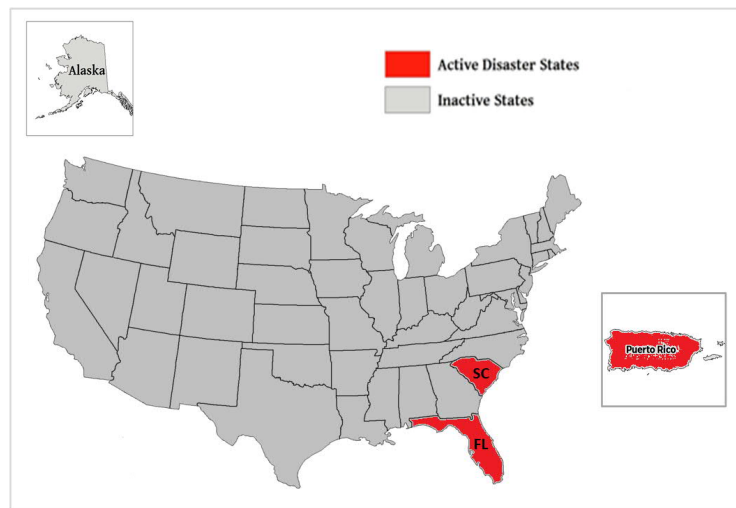 Alaska
Active Disaster States
Inactive States
Puerto Rico
SC
FL